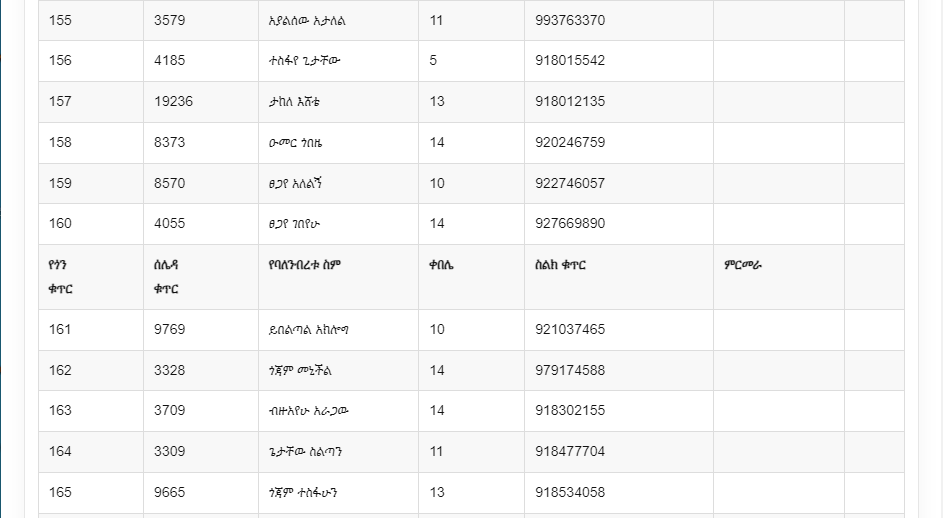 155 3579 አያልሰው አታለል 11 993763370
156 4185 ተስፋየ ጌታቸው 5 918015542
157 19236 ታከለ እሸቴ 13 918012135
158 8373 ዑመር ጎበዜ 14 920246759
159 8570 ፀጋየ አለልኝ 10 922746057
160 4055 ፀጋየ ገበየሁ 14 927669890
የጎን ሰሌዳ የባለንብረቱ ስም ቀበሌ ስልክ ቁጥር ምርመራ
ቁጥር ቁጥር
161 9769 ይበልጣል አክሎግ 10 921037465
162 3328 ጎጃም መኒችል 14 979174588
163 3709 ብዙአየሁ አራጋው 14 918302155
164 3309 ጌታቸው ስልጣን 11 918477704
165 9665 ጎጃም ተስፋሁን 13 918534058